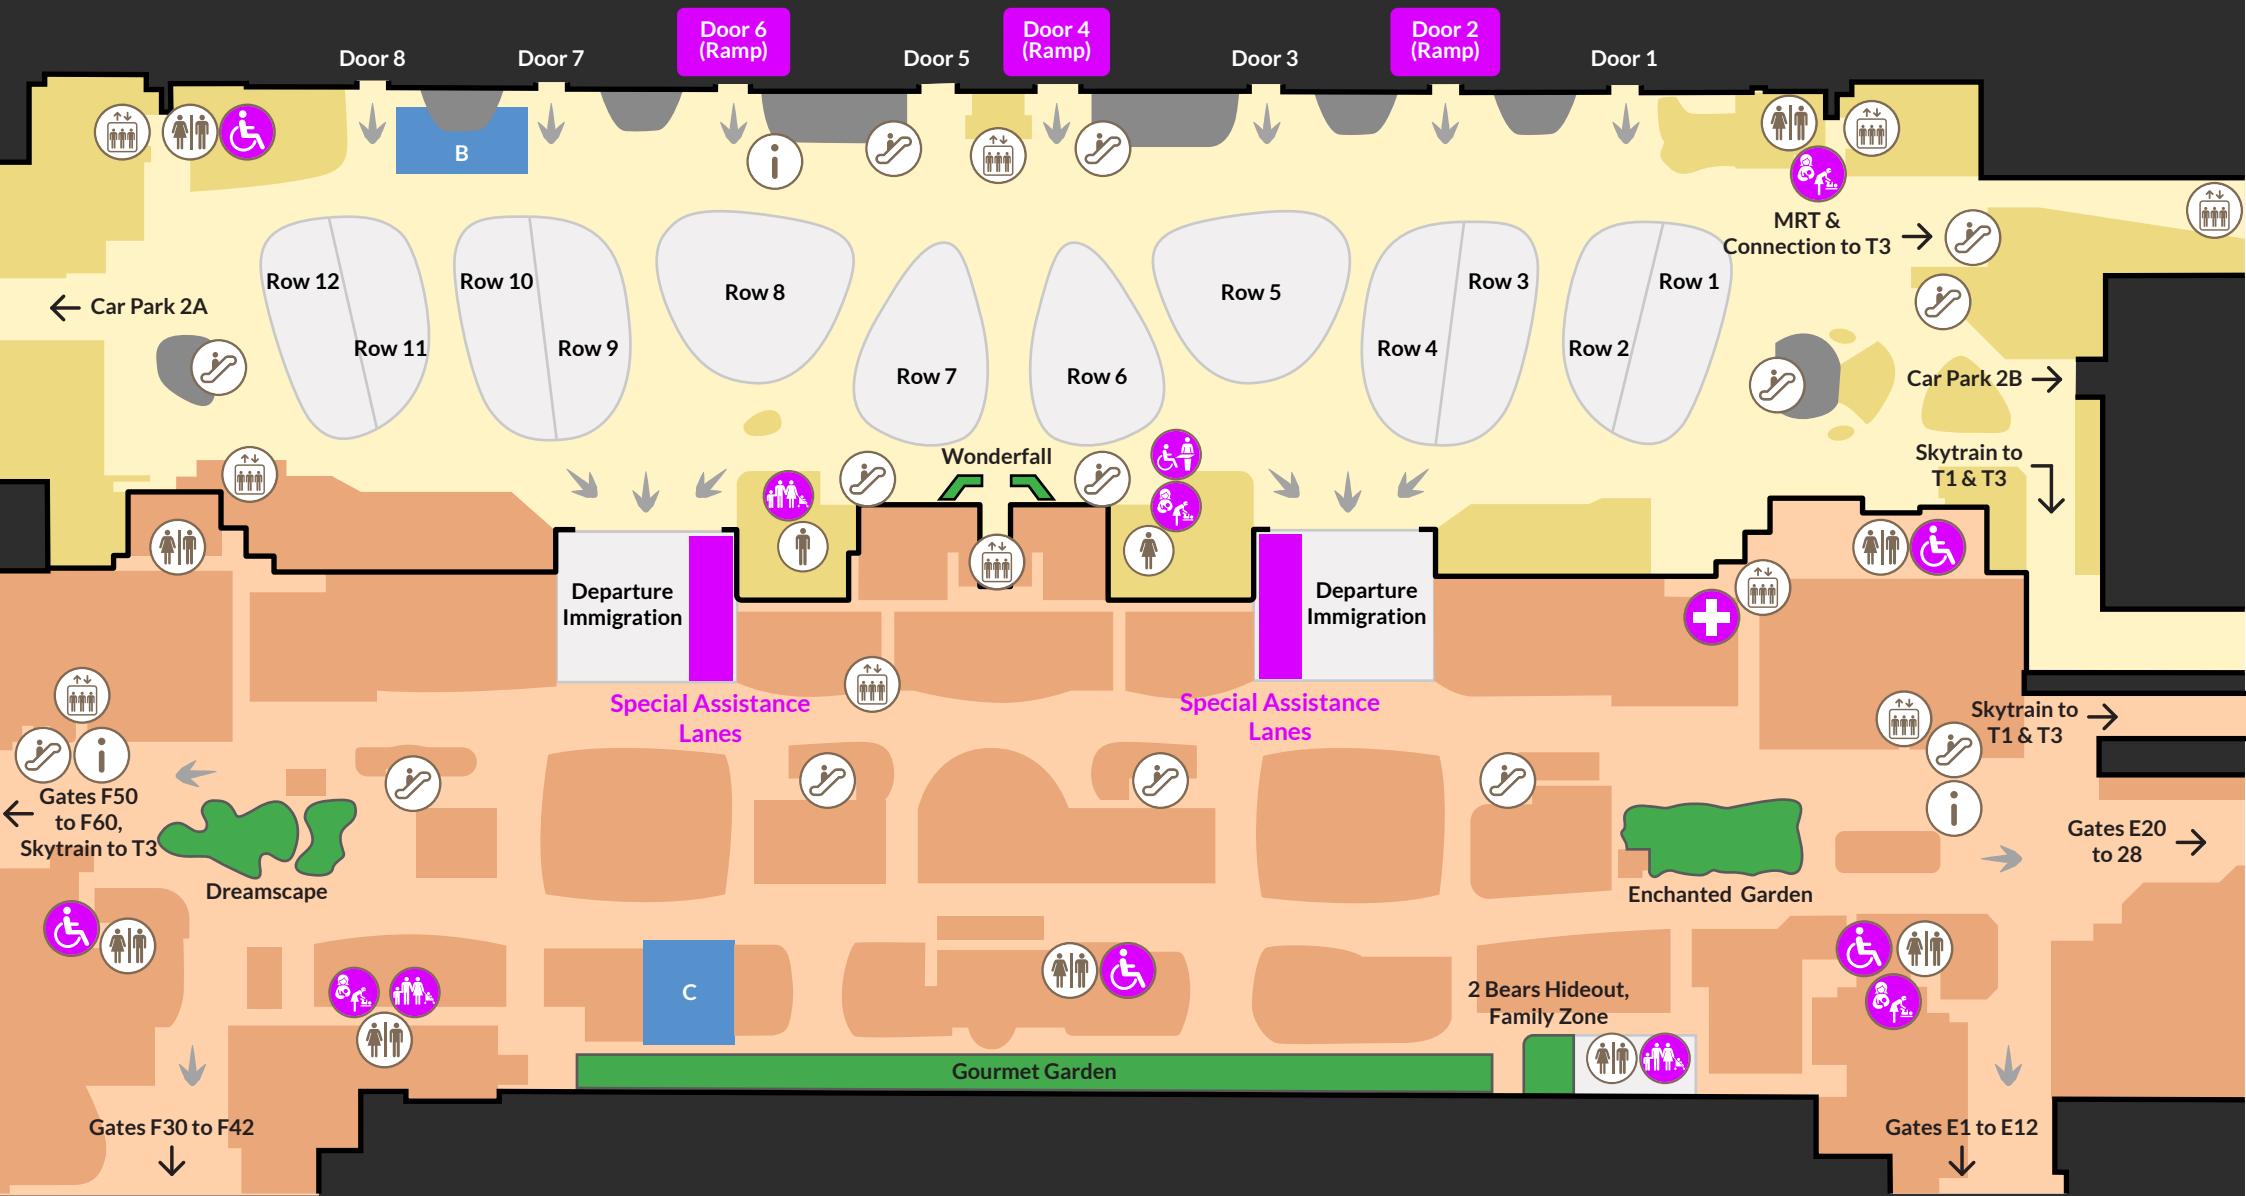 Door 8
Door 7
Door 6
(Ramp)
Door 5
Door 4
(Ramp)
Door 3
Door 2
(Ramp)
Door 1
B
MRT &
Connection to T3
Row 12
Row 11
Row 10
Row 9
Row 8
Row 7
Row 6
Row 5
Row 4
Row 3
Row 2
Row 1
Car Park 2A
Car Park 2B
Wonderfall
Skytrain to
T1 & T3
Departure
Immigration
Departure
Immigration
Special Assistance
Lanes
Special Assistance
Lanes
Skytrain to
T1 & T3
Gates F50
to F60,
Skytrain to T3
Dreamscape
Enchanted Garden
Gates E20
to 28
C
2 Bears Hideout,
Family Zone
Gourmet Garden
Gates F30 to F42
Gates E1 to E12